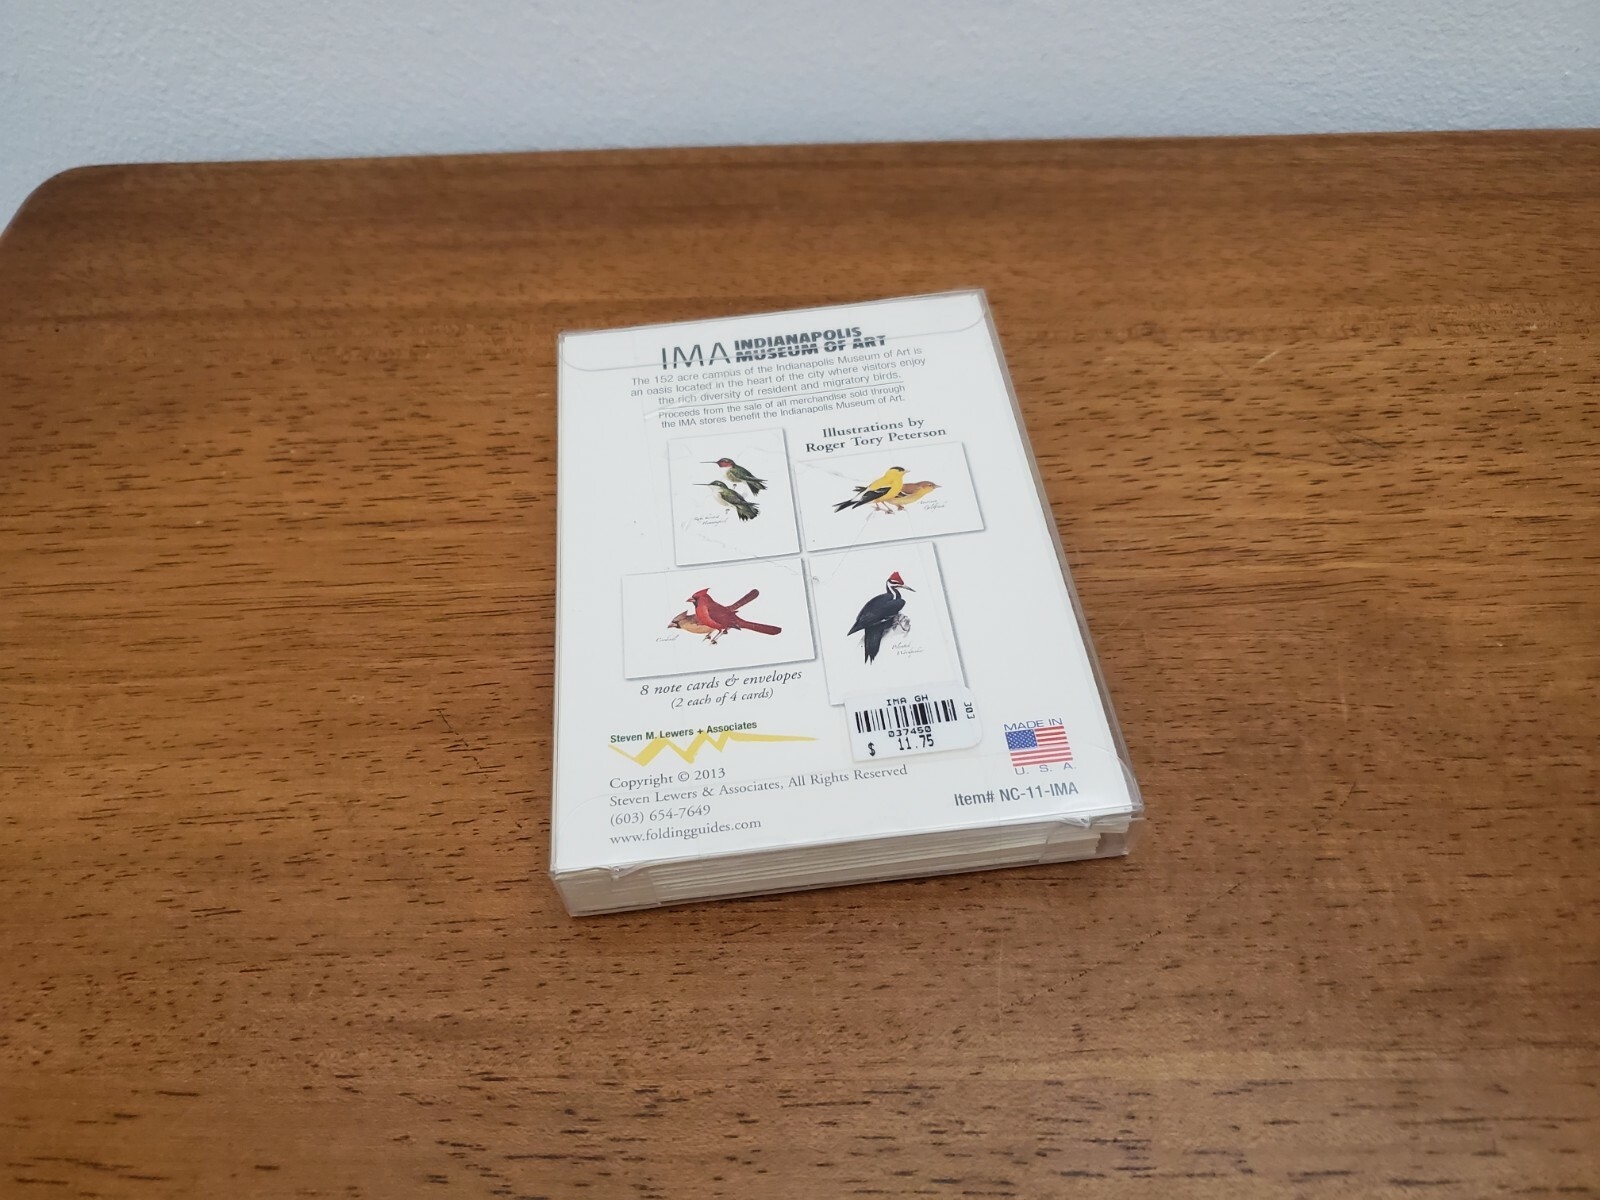 IMA INDIANAPOLIS
MUSEUM OF ART
The 152 acre campus of the Indianapolis Museum of Art is
an oasis located in the heart of the city where visitors enjoy
the rich diversity of resident and migratory birds.
Proceeds from the sale of all merchandise sold through
the IMA stores benefit the Indianapolis Museum of Art.
Illustrations by
Roger Tory Peterson
Cardinal
8 note cards & envelopes
(2 each of 4 cards)
IMA GH
303
037450
$ 11.75
Steven M. Lewers + Associates
MADE IN
U. S. A.
Copyright © 2013
Steven Lewers & Associates, All Rights Reserved
(603) 654-7649
www.foldingguides.com
Item# NC-11-IMA